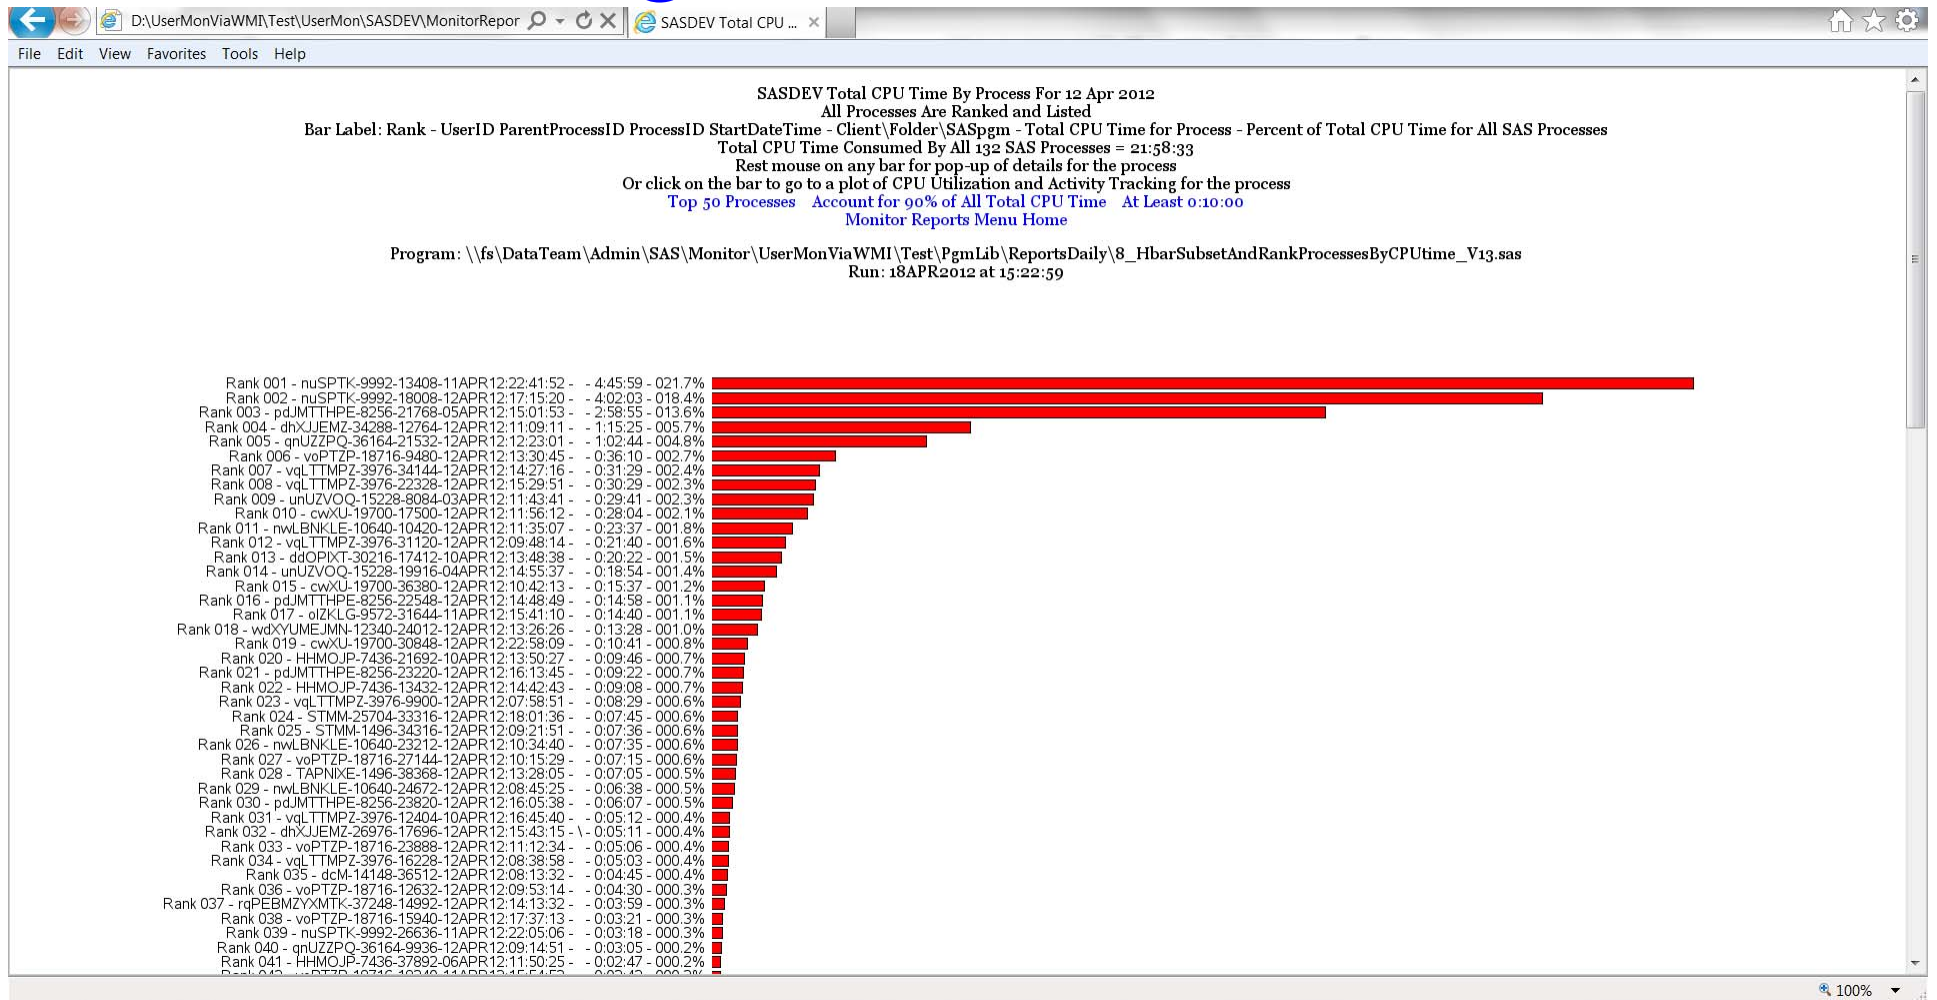 D:\UserMonViaWMI\Test\UserMon\SASDEV\MonitorRepor
SASDEV Total CPU ...
File Edit View Favorites Tools Help
SASDEV Total CPU Time By Process For 12 Apr 2012
All Processes Are Ranked and Listed
Bar Label: Rank - UserID ParentProcessID ProcessID StartDateTime - Client\Folder\SASpgm - Total CPU Time for Process - Percent of Total CPU Time for All SAS Processes
Total CPU Time Consumed By All 132 SAS Processes = 21:58:33
Rest mouse on any bar for pop-up of details for the process
Or click on the bar to go to a plot of CPU Utilization and Activity Tracking for the process
Top 50 Processes Account for 90% of All Total CPU Time At Least 0:10:00
Monitor Reports Menu Home
Program: \\fs\DataTeam\Admin\SAS\Monitor\UserMonViaWMI\Test\PgmLib\ReportsDaily\8_HbarSubsetAndRankProcessesByCPUtime_V13.sas
Run: 18APR2012 at 15:22:59
Rank 001 - nuSPTK-9992-13408-11APR12:22:41:52 - - 4:45:59 - 021.7%
Rank 002 - nuSPTK-9992-18008-12APR12:17:15:20 - - 4:02:03 - 018.4%
Rank 003 - pdJMTTHPE-8256-21768-05APR12:15:01:53 - - 2:58:55 - 013.6%
Rank 004 - dhXJJEMZ-34288-12764-12APR12:11:09:11 - - 1:15:25 - 005.7%
Rank 005 - qnUZZPQ-36164-21532-12APR12:12:23:01 - - 1:02:44 - 004.8%
Rank 006 - voPTZP-18716-9480-12APR12:13:30:45 - - 0:36:10 - 002.7%
Rank 007 - vqLTTMPZ-3976-34144-12APR12:14:27:16 - - 0:31:29 - 002.4%
Rank 008 - vqLTTMPZ-3976-22328-12APR12:15:29:51 - - 0:30:29 - 002.3%
Rank 009 - unUZVOQ-15228-8084-03APR12:11:43:41 - - 0:29:41 - 002.3%
Rank 010 - cwXU-19700-17500-12APR12:11:56:12 - - 0:28:04 - 002.1%
Rank 011 - nwLBNKLE-10640-10420-12APR12:11:35:07 - - 0:23:37 - 001.8%
Rank 012 - vqLTTMPZ-3976-31120-12APR12:09:48:14 - - 0:21:40 - 001.6%
Rank 013 - ddOPIXT-30216-17412-10APR12:13:48:38 - - 0:20:22 - 001.5%
Rank 014 - unUZVOQ-15228-19916-04APR12:14:55:37 - - 0:18:54 - 001.4%
Rank 015 - cwXU-19700-36380-12APR12:10:42:13 - - 0:15:37 - 001.2%
Rank 016 - pdJMTTHPE-8256-22548-12APR12:14:48:49 - - 0:14:58 - 001.1%
Rank 017 - olZKLG-9572-31644-11APR12:15:41:10 - - 0:14:40 - 001.1%
Rank 018 - wdXYUMEJMN-12340-24012-12APR12:13:26:26 - - 0:13:28 - 001.0%
Rank 019 - cwXU-19700-30848-12APR12:22:58:09 - - 0:10:41 - 000.8%
Rank 020 - HHMOJP-7436-21692-10APR12:13:50:27 - - 0:09:46 - 000.7%
Rank 021 - pdJMTTHPE-8256-23220-12APR12:16:13:45 - - 0:09:22 - 000.7%
Rank 022 - HHMOJP-7436-13432-12APR12:14:42:43 - - 0:09:08 - 000.7%
Rank 023 - vqLTTMPZ-3976-9900-12APR12:07:58:51 - - 0:08:29 - 000.6%
Rank 024 - STMM-25704-33316-12APR12:18:01:36 - - 0:07:45 - 000.6%
Rank 025 - STMM-1496-34316-12APR12:09:21:51 - - 0:07:36 - 000.6%
Rank 026 - nwLBNKLE-10640-23212-12APR12:10:34:40 - - 0:07:35 - 000.6%
Rank 027 - voPTZP-18716-27144-12APR12:10:15:29 - - 0:07:15 - 000.6%
Rank 028 - TAPNIXE-1496-38368-12APR12:13:28:05 - - 0:07:05 - 000.5%
Rank 029 - nwLBNKLE-10640-24672-12APR12:08:45:25 - - 0:06:38 - 000.5%
Rank 030 - pdJMTTHPE-8256-23820-12APR12:16:05:38 - - 0:06:07 - 000.5%
Rank 031 - vqLTTMPZ-3976-12404-10APR12:16:45:40 - - 0:05:12 - 000.4%
Rank 032 - dhXJJEMZ-26976-17696-12APR12:15:43:15 - \ - 0:05:11 - 000.4%
Rank 033 - voPTZP-18716-23888-12APR12:11:12:34 - - 0:05:06 - 000.4%
Rank 034 - vqLTTMPZ-3976-16228-12APR12:08:38:58 - - 0:05:03 - 000.4%
Rank 035 - dcM-14148-36512-12APR12:08:13:32 - - 0:04:45 - 000.4%
Rank 036 - voPTZP-18716-12632-12APR12:09:53:14 - - 0:04:30 - 000.3%
Rank 037 - rqPEBMZYXMTK-37248-14992-12APR12:14:13:32 - - 0:03:59 - 000.3%
Rank 038 - voPTZP-18716-15940-12APR12:17:37:13 - - 0:03:21 - 000.3%
Rank 039 - nuSPTK-9992-26636-11APR12:22:05:06 - - 0:03:18 - 000.3%
Rank 040 - qnUZZPQ-36164-9936-12APR12:09:14:51 - - 0:03:05 - 000.2%
Rank 041 - HHMOJP-7436-37892-06APR12:11:50:25 - - 0:02:47 - 000.2%
100%